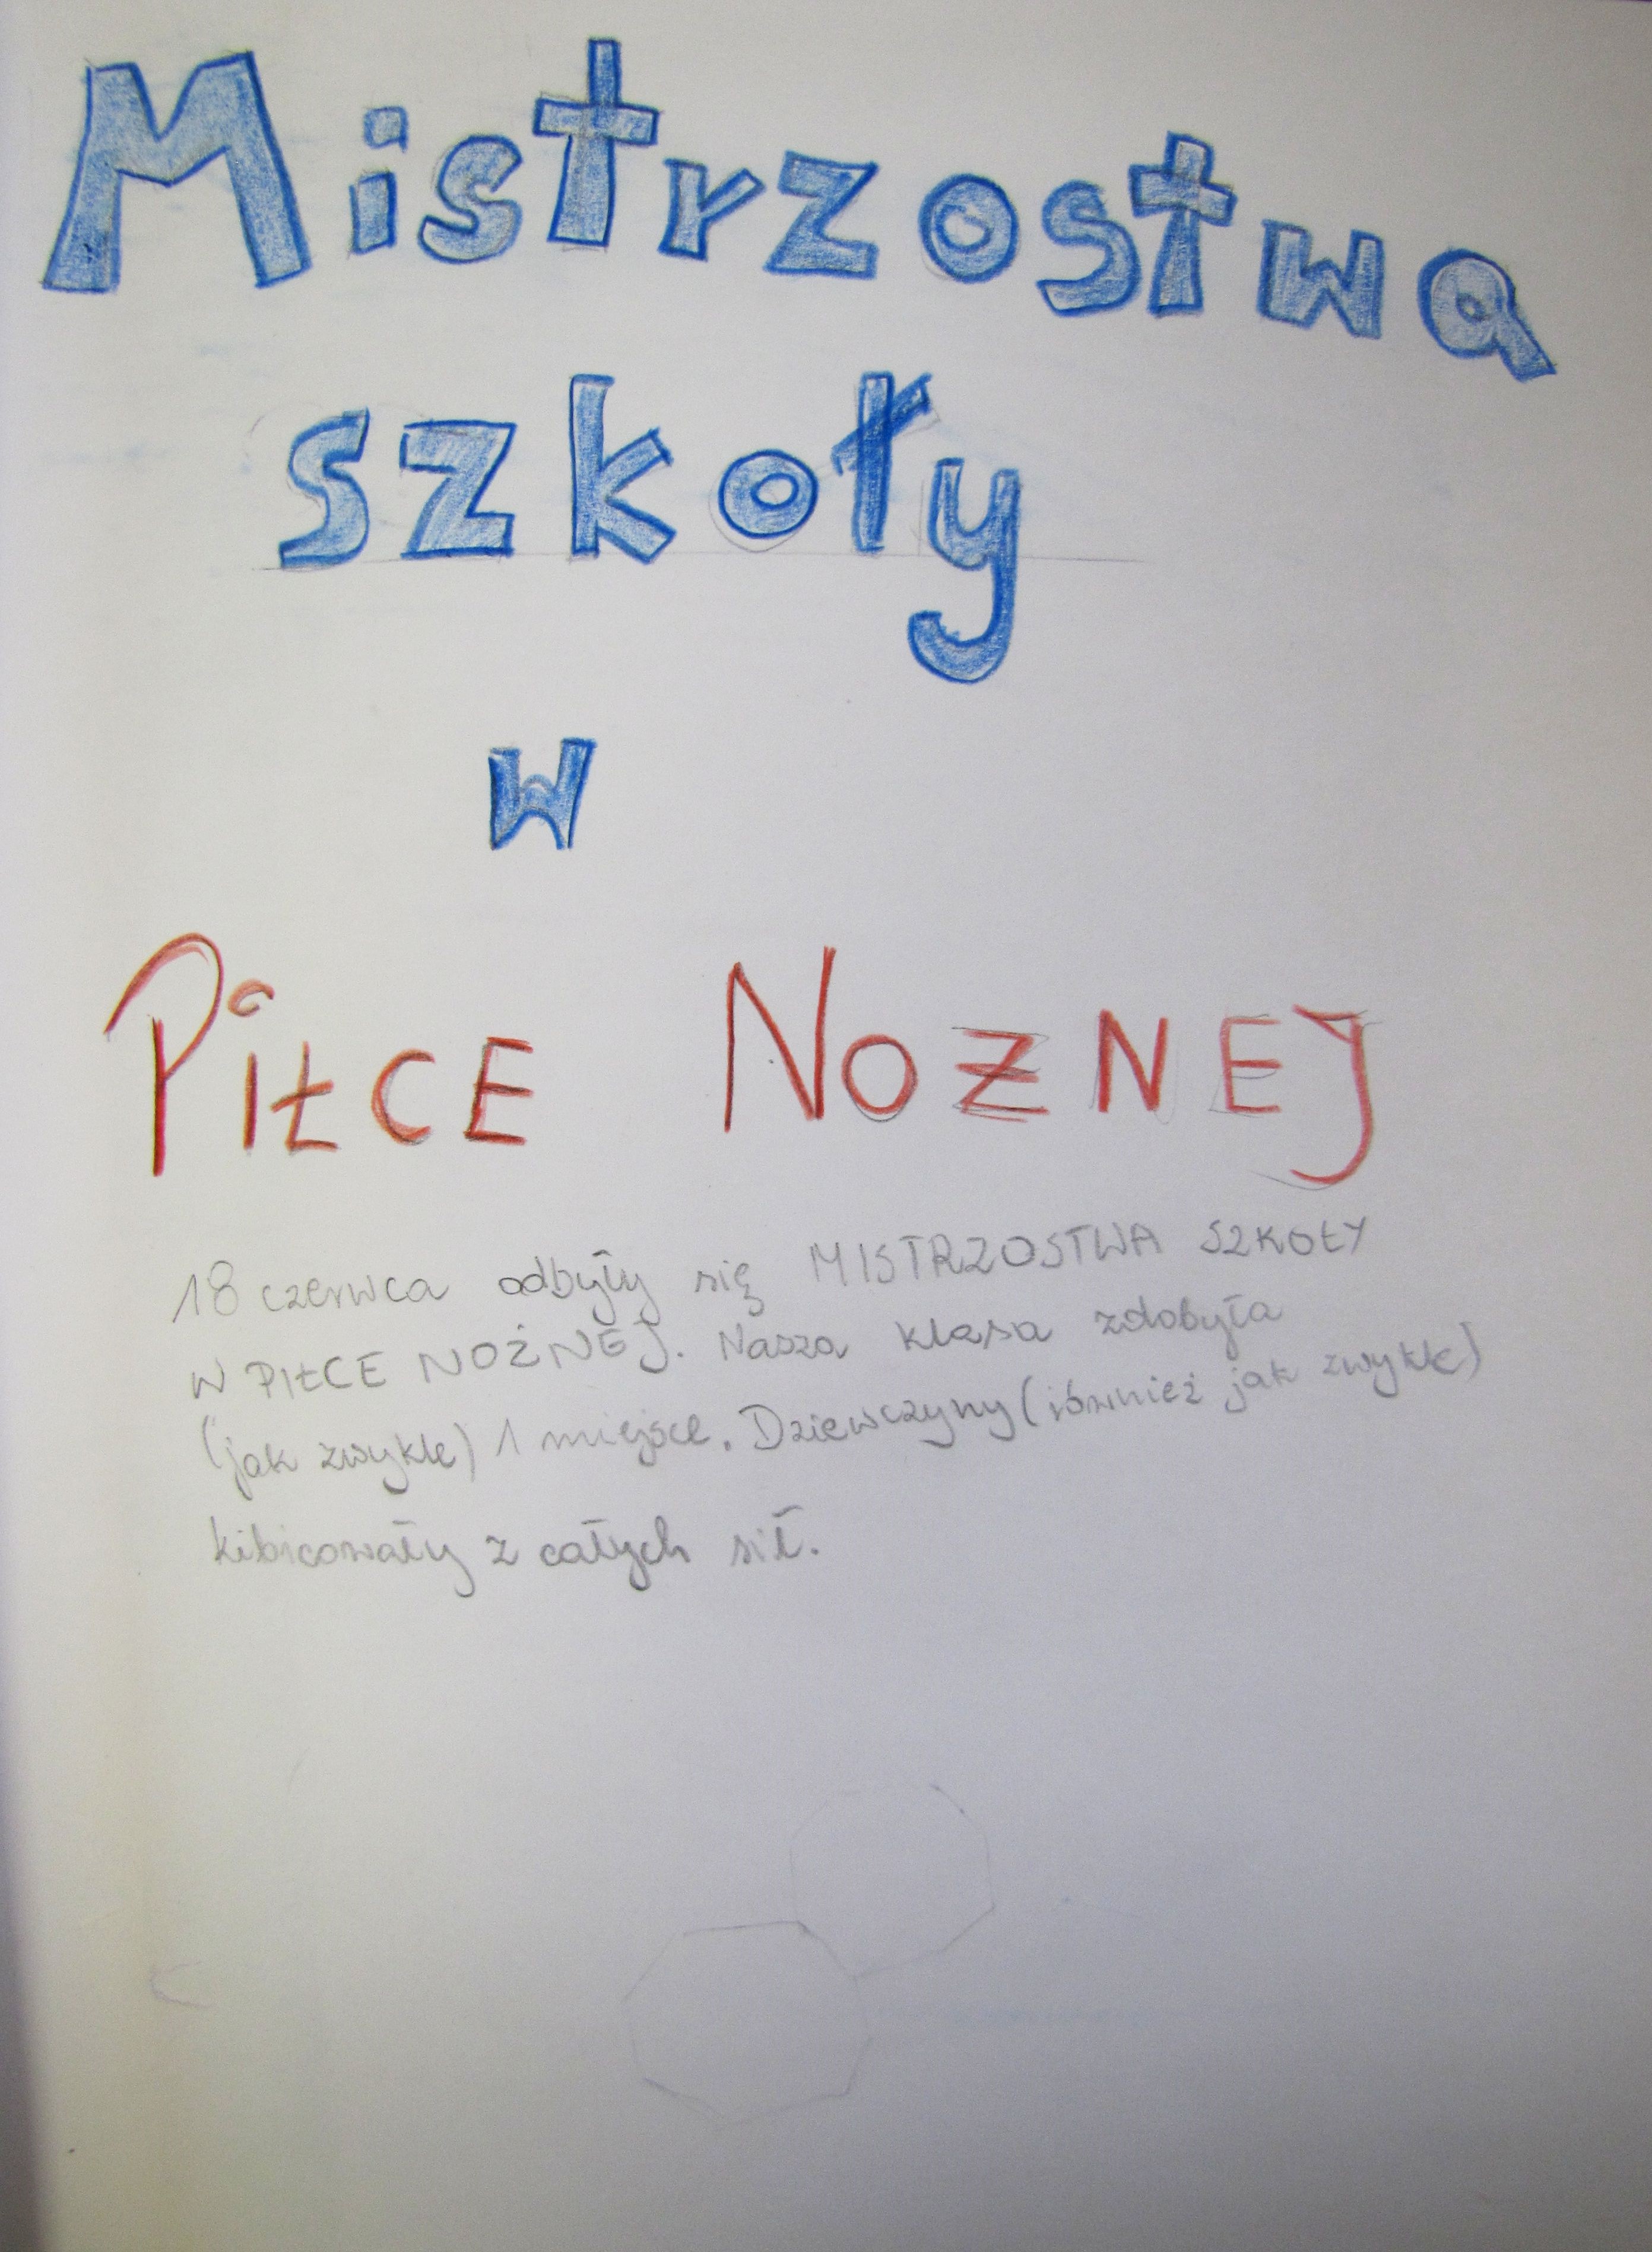 Mistrzostwa
szkoły
w
PiŁCE NOƵNEJ
18 czerwca odbyły się MISTRZOSTWA SZKOŁY
W PIŁCE NOŻNEJ. Nasza klasa zdobyła
(jak zwykle) 1 miejsce. Dziewczyny (również jak zwykle)
kibicowały z całych sił.